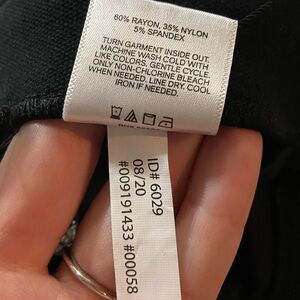 60% RAYON, 35% NYLON
5% SPANDEX
TURN GARMENT INSIDE OUT.
MACHINE WASH COLD WITH
LIKE COLORS, GENTLE CYCLE.
ONLY NON-CHLORINE BLEACH
WHEN NEEDED. LINE DRY. COOL
IRON IF NEEDED.
ID# 6029
08/20
#009191433 #00058